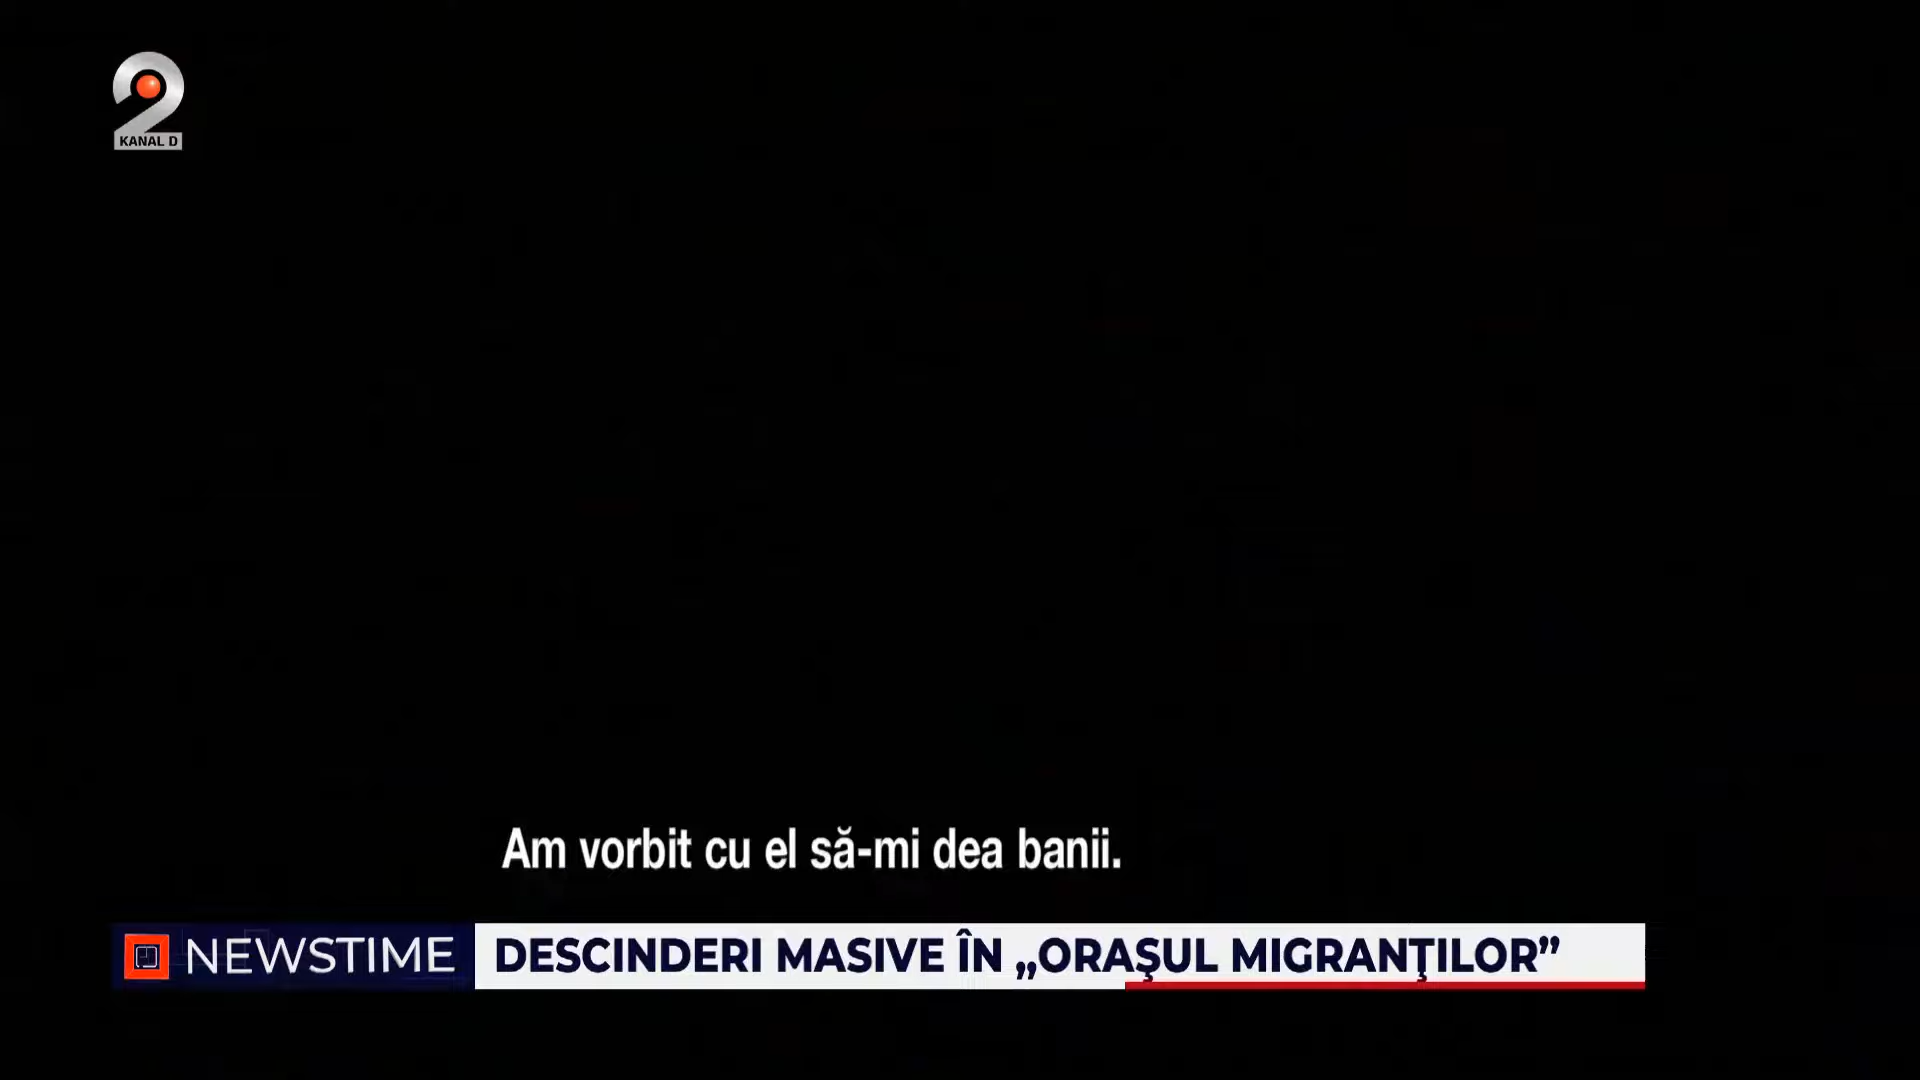 2
KANAL D
Am vorbit cu el să-mi dea banii.
NEWSTIME
DESCINDERI MASIVE ÎN „ORAŞUL MIGRANŢILOR”